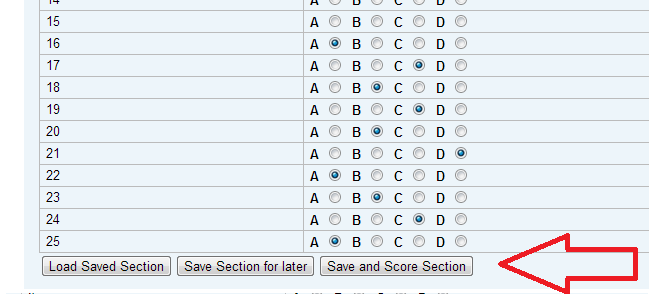 14 A B C D
15 A B C D
16 A B C D
17 A B C D
18 A B C D
19 A B C D
20 A B C D
21 A B C D
22 A B C D
23 A B C D
24 A B C D
25 A B C D
Load Saved Section Save Section for later Save and Score Section